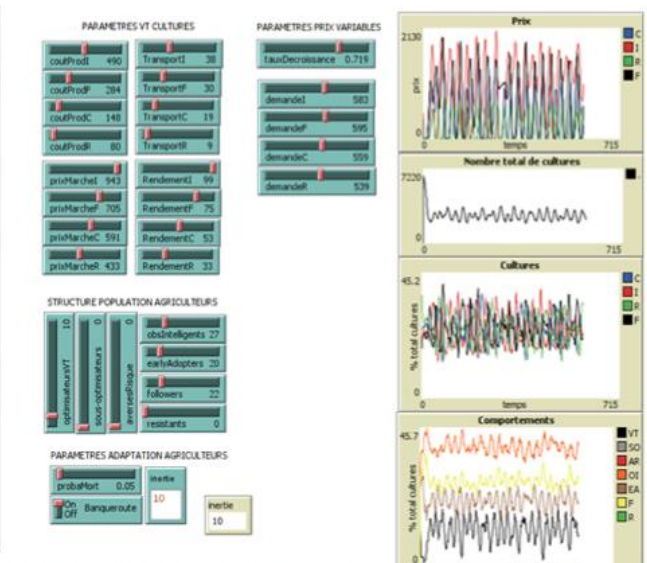 PARAMETRES VT CULTURES
coutProdI 490
TransportI 38
coutProdF 284
TransportF 30
coutProdC 148
TransportC 19
coutProdR 80
TransportR 9
prixMarcheI 943
RendementI 99
prixMarcheF 705
RendementF 75
prixMarcheC 591
RendementC 53
prixMarcheR 433
RendementR 33
PARAMETRES PRIX VARIABLES
tauxDecroissance 0.719
demandeI 583
demandeF 595
demandeC 559
demandeR 539
STRUCTURE POPULATION AGRICULTEURS
optimisateursVT 10
sous-optimisateurs 0
aversesRisque 0
obsIntelligents 27
earlyAdopters 20
followers 22
resistants 0
PARAMETRES ADAPTATION AGRICULTEURS
probaMort 0.05
On
Off
Banqueroute
inertie
10
inertie
10
Prix
2130
prix
0
0
temps
715
C
I
R
F
Nombre total de cultures
7220
0
0
715
Cultures
45.2
% total cultures
0
0
temps
715
C
I
R
F
Comportements
45.7
% total cultures
VT
SO
AR
OI
EA
F
R